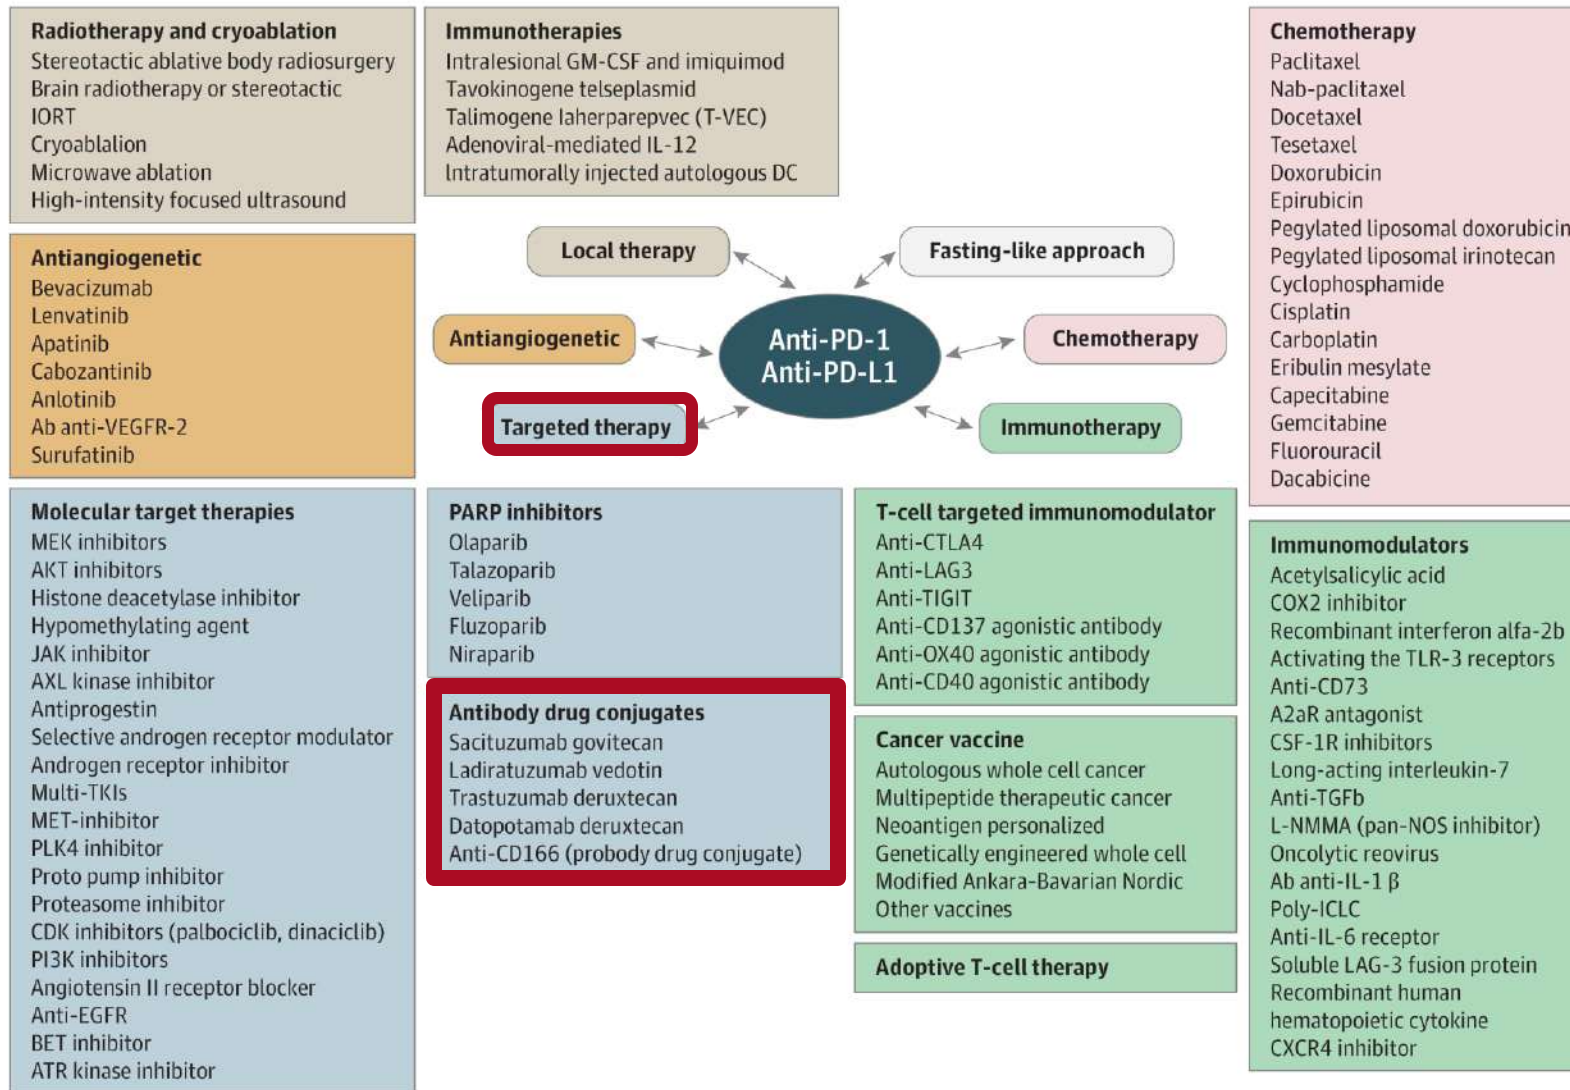 Radiotherapy and cryoablation
Stereotactic ablative body radiosurgery
Brain radiotherapy or stereotactic
IORT
Cryoablalion
Microwave ablation
High-intensity focused ultrasound
Immunotherapies
Intralesional GM-CSF and imiquimod
Tavokinogene telseplasmid
Talimogene laherparepvec (T-VEC)
Adenoviral-mediated IL-12
Intratumorally injected autologous DC
Chemotherapy
Paclitaxel
Nab-paclitaxel
Docetaxel
Tesetaxel
Doxorubicin
Epirubicin
Pegylated liposomal doxorubicin
Pegylated liposomal irinotecan
Cyclophosphamide
Cisplatin
Carboplatin
Eribulin mesylate
Capecitabine
Gemcitabine
Fluorouracil
Dacabicine
Antiangiogenetic
Bevacizumab
Lenvatinib
Apatinib
Cabozantinib
Anlotinib
Ab anti-VEGFR-2
Surufatinib
Local therapy
Fasting-like approach
Antiangiogenetic
Anti-PD-1
Anti-PD-L1
Chemotherapy
Targeted therapy
Immunotherapy
Molecular target therapies
MEK inhibitors
AKT inhibitors
Histone deacetylase inhibitor
Hypomethylating agent
JAK inhibitor
AXL kinase inhibitor
Antiprogestin
Selective androgen receptor modulator
Androgen receptor inhibitor
Multi-TKIs
MET-inhibitor
PLK4 inhibitor
Proto pump inhibitor
Proteasome inhibitor
CDK inhibitors (palbociclib, dinaciclib)
PI3K inhibitors
Angiotensin II receptor blocker
Anti-EGFR
BET inhibitor
ATR kinase inhibitor
PARP inhibitors
Olaparib
Talazoparib
Veliparib
Fluzoparib
Niraparib
Antibody drug conjugates
Sacituzumab govitecan
Ladiratuzumab vedotin
Trastuzumab deruxtecan
Datopotamab deruxtecan
Anti-CD166 (probody drug conjugate)
T-cell targeted immunomodulator
Anti-CTLA4
Anti-LAG3
Anti-TIGIT
Anti-CD137 agonistic antibody
Anti-OX40 agonistic antibody
Anti-CD40 agonistic antibody
Cancer vaccine
Autologous whole cell cancer
Multipeptide therapeutic cancer
Neoantigen personalized
Genetically engineered whole cell
Modified Ankara-Bavarian Nordic
Other vaccines
Adoptive T-cell therapy
Immunomodulators
Acetylsalicylic acid
COX2 inhibitor
Recombinant interferon alfa-2b
Activating the TLR-3 receptors
Anti-CD73
A2aR antagonist
CSF-1R inhibitors
Long-acting interleukin-7
Anti-TGFb
L-NMMA (pan-NOS inhibitor)
Oncolytic reovirus
Ab anti-IL-1 β
Poly-ICLC
Anti-IL-6 receptor
Soluble LAG-3 fusion protein
Recombinant human
hematopoietic cytokine
CXCR4 inhibitor